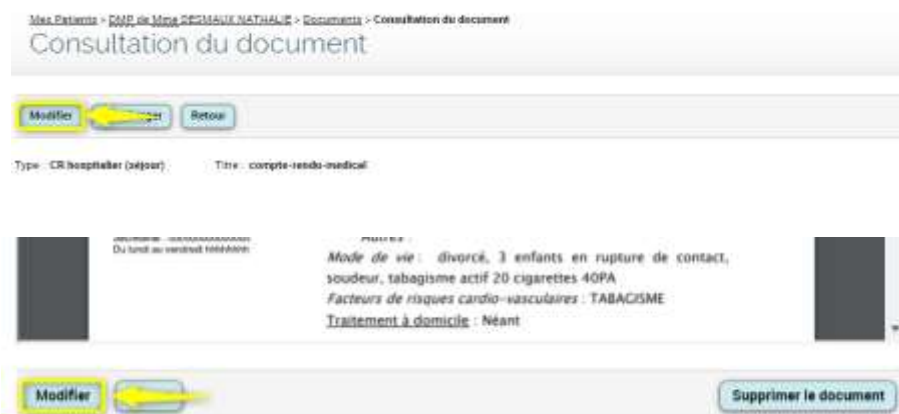 Mes Patients > DMP de Mme DESMAUX NATHALIE > Documents > Consultation du document
Consultation du document
Modifier Retour
Type : CR hospitalier (séjour) Titre : compte-rendu-medical
Du lundi au vendredi hhhhhhhh
Autres :
Mode de vie : divorcé, 3 enfants en rupture de contact,
soudeur, tabagisme actif 20 cigarettes 40PA
Facteurs de risques cardio-vasculaires : TABAGISME
Traitement à domicile : Néant
Modifier Supprimer le document